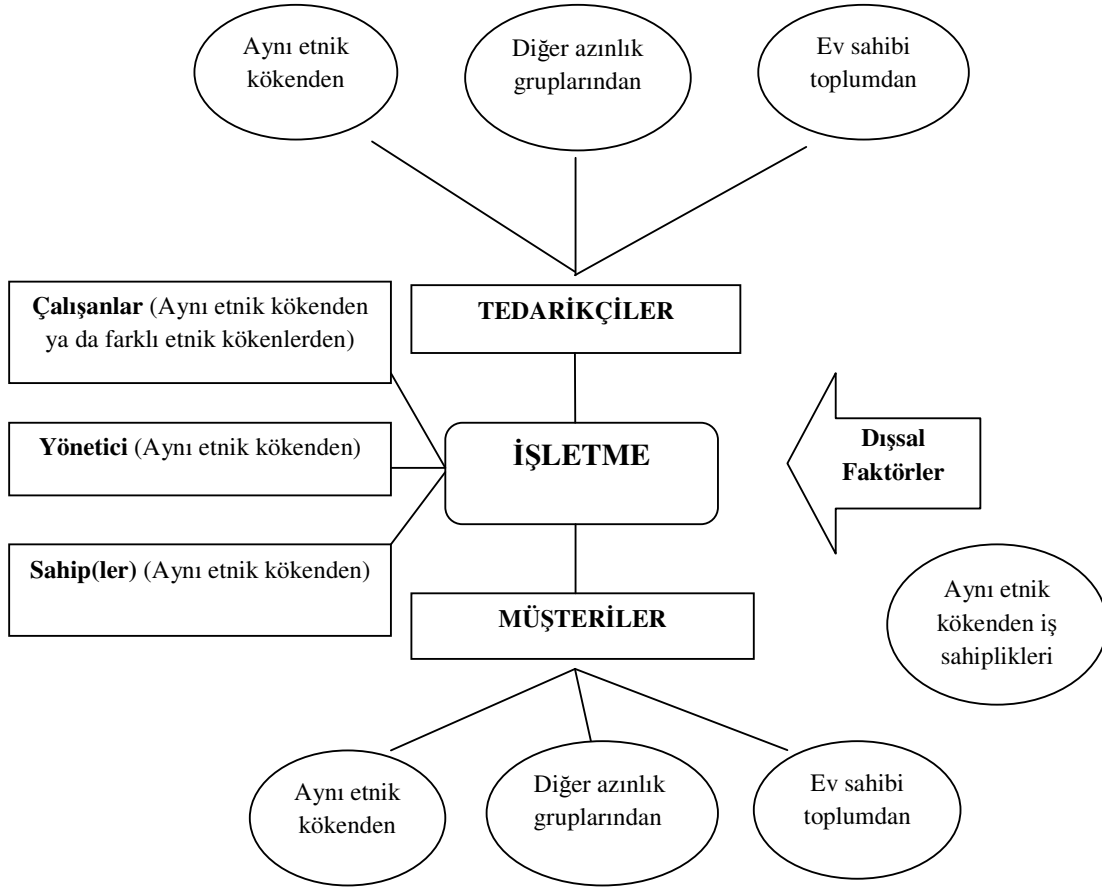 Aynı etnik
kökenden
Diğer azınlık
gruplarından
Ev sahibi
toplumdan
Çalışanlar (Aynı etnik kökenden
ya da farklı etnik kökenlerden)
TEDARİKÇİLER
Yönetici (Aynı etnik kökenden)
İŞLETME
Dışsal
Faktörler
Sahip(ler) (Aynı etnik kökenden)
MÜŞTERİLER
Aynı etnik
kökenden iş
sahiplikleri
Aynı etnik
kökenden
Diğer azınlık
gruplarından
Ev sahibi
toplumdan